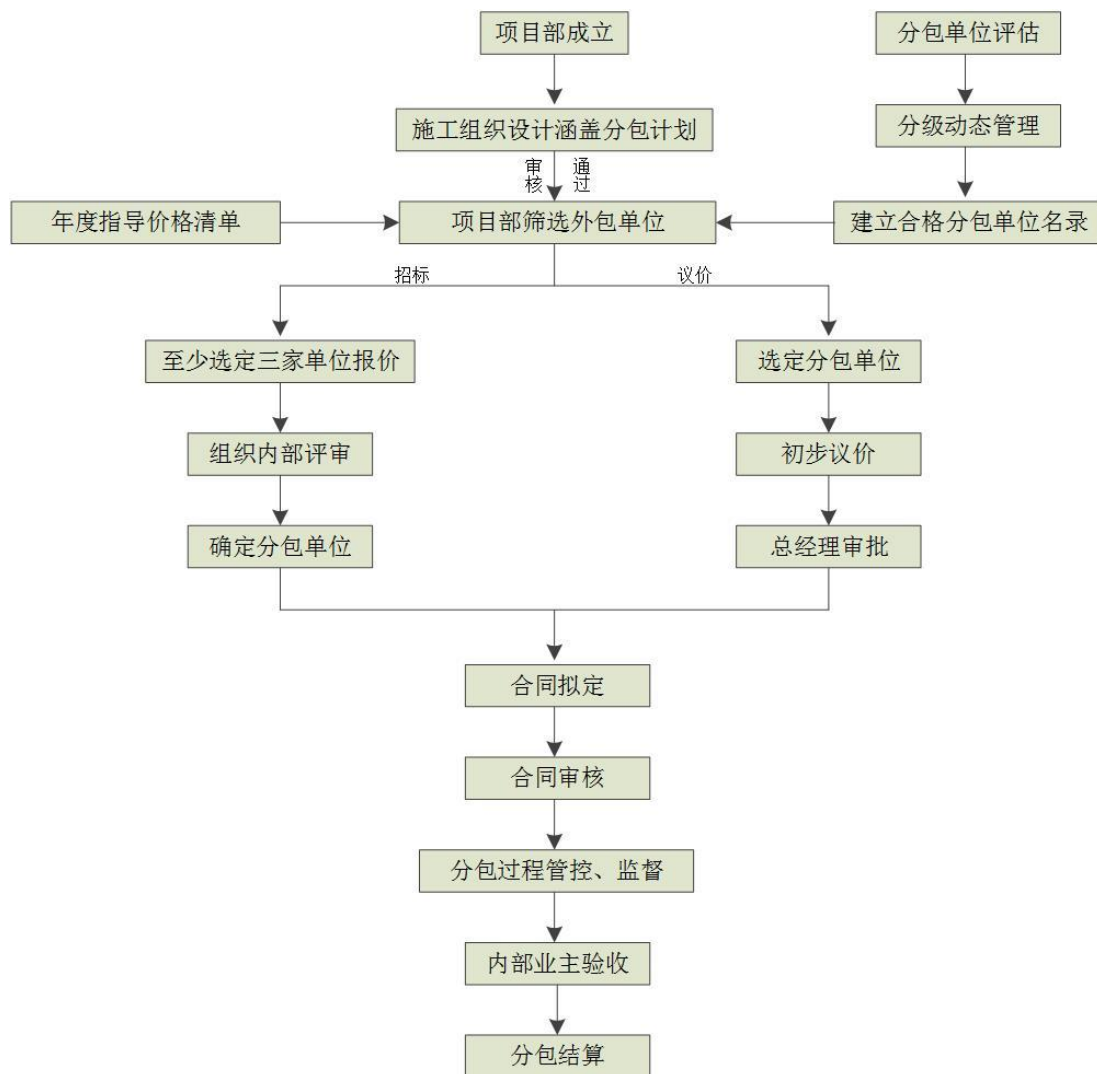 项目部成立
分包单位评估
施工组织设计涵盖分包计划
分级动态管理
审核
通过
年度指导价格清单
项目部筛选外包单位
建立合格分包单位名录
招标
议价
至少选定三家单位报价
选定分包单位
组织内部评审
初步议价
确定分包单位
总经理审批
合同拟定
合同审核
分包过程管控、监督
内部业主验收
分包结算